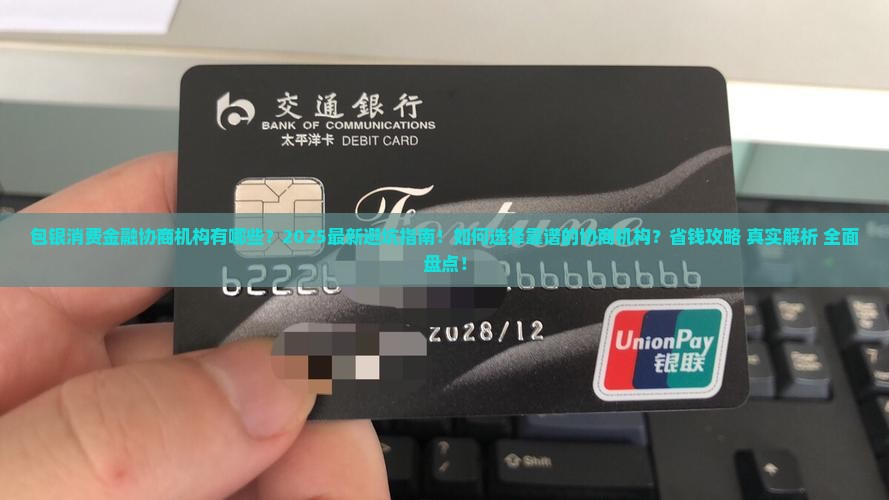 交通銀行
BANK OF COMMUNICATIONS
太平洋卡 DEBIT CARD
Fortune
包银消费金融协商机构有哪些？2025最新避坑指南！如何选择靠谱的协商机构？省钱攻略 真实解析 全面
盘点！
62226
2028/12
UnionPay
银联
Shift